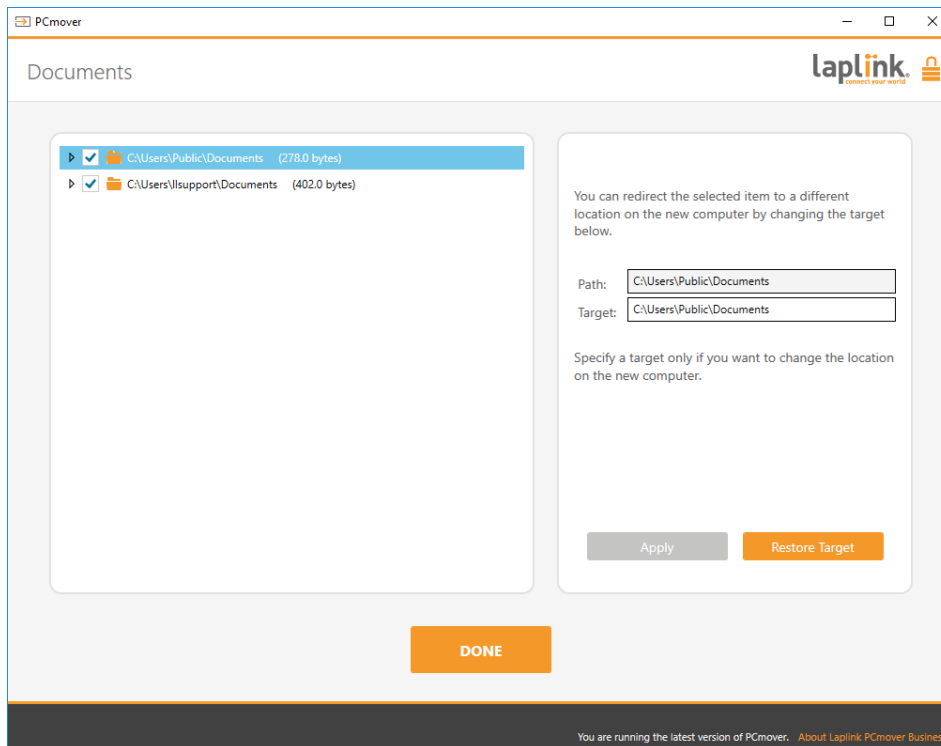 PCmover
Documents
laplink.
connect your world
C:\Users\Public\Documents (278.0 bytes)
C:\Users\llsupport\Documents (402.0 bytes)
You can redirect the selected item to a different
location on the new computer by changing the target
below.
Path: C:\Users\Public\Documents
Target: C:\Users\Public\Documents
Specify a target only if you want to change the location
on the new computer.
Apply Restore Target
DONE
You are running the latest version of PCmover. About Laplink PCmover Busines